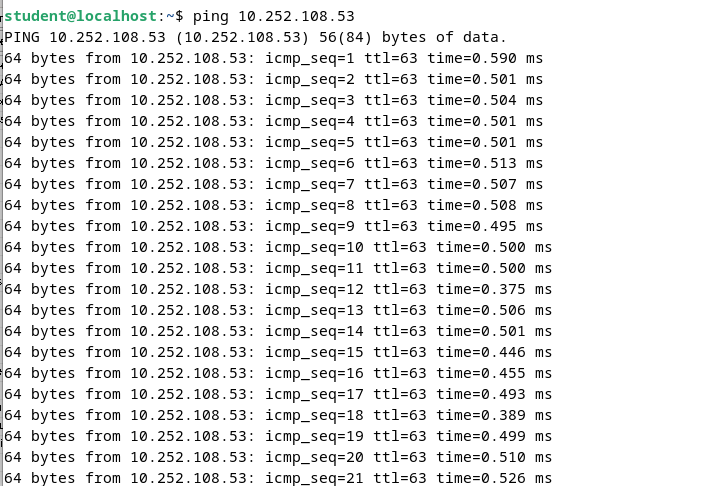 student@localhost:~$ ping 10.252.108.53
PING 10.252.108.53 (10.252.108.53) 56(84) bytes of data.
64 bytes from 10.252.108.53: icmp_seq=1 ttl=63 time=0.590 ms
64 bytes from 10.252.108.53: icmp_seq=2 ttl=63 time=0.501 ms
64 bytes from 10.252.108.53: icmp_seq=3 ttl=63 time=0.504 ms
64 bytes from 10.252.108.53: icmp_seq=4 ttl=63 time=0.501 ms
64 bytes from 10.252.108.53: icmp_seq=5 ttl=63 time=0.501 ms
64 bytes from 10.252.108.53: icmp_seq=6 ttl=63 time=0.513 ms
64 bytes from 10.252.108.53: icmp_seq=7 ttl=63 time=0.507 ms
64 bytes from 10.252.108.53: icmp_seq=8 ttl=63 time=0.508 ms
64 bytes from 10.252.108.53: icmp_seq=9 ttl=63 time=0.495 ms
64 bytes from 10.252.108.53: icmp_seq=10 ttl=63 time=0.500 ms
64 bytes from 10.252.108.53: icmp_seq=11 ttl=63 time=0.500 ms
64 bytes from 10.252.108.53: icmp_seq=12 ttl=63 time=0.375 ms
64 bytes from 10.252.108.53: icmp_seq=13 ttl=63 time=0.506 ms
64 bytes from 10.252.108.53: icmp_seq=14 ttl=63 time=0.501 ms
64 bytes from 10.252.108.53: icmp_seq=15 ttl=63 time=0.446 ms
64 bytes from 10.252.108.53: icmp_seq=16 ttl=63 time=0.455 ms
64 bytes from 10.252.108.53: icmp_seq=17 ttl=63 time=0.493 ms
64 bytes from 10.252.108.53: icmp_seq=18 ttl=63 time=0.389 ms
64 bytes from 10.252.108.53: icmp_seq=19 ttl=63 time=0.499 ms
64 bytes from 10.252.108.53: icmp_seq=20 ttl=63 time=0.510 ms
64 bytes from 10.252.108.53: icmp_seq=21 ttl=63 time=0.526 ms